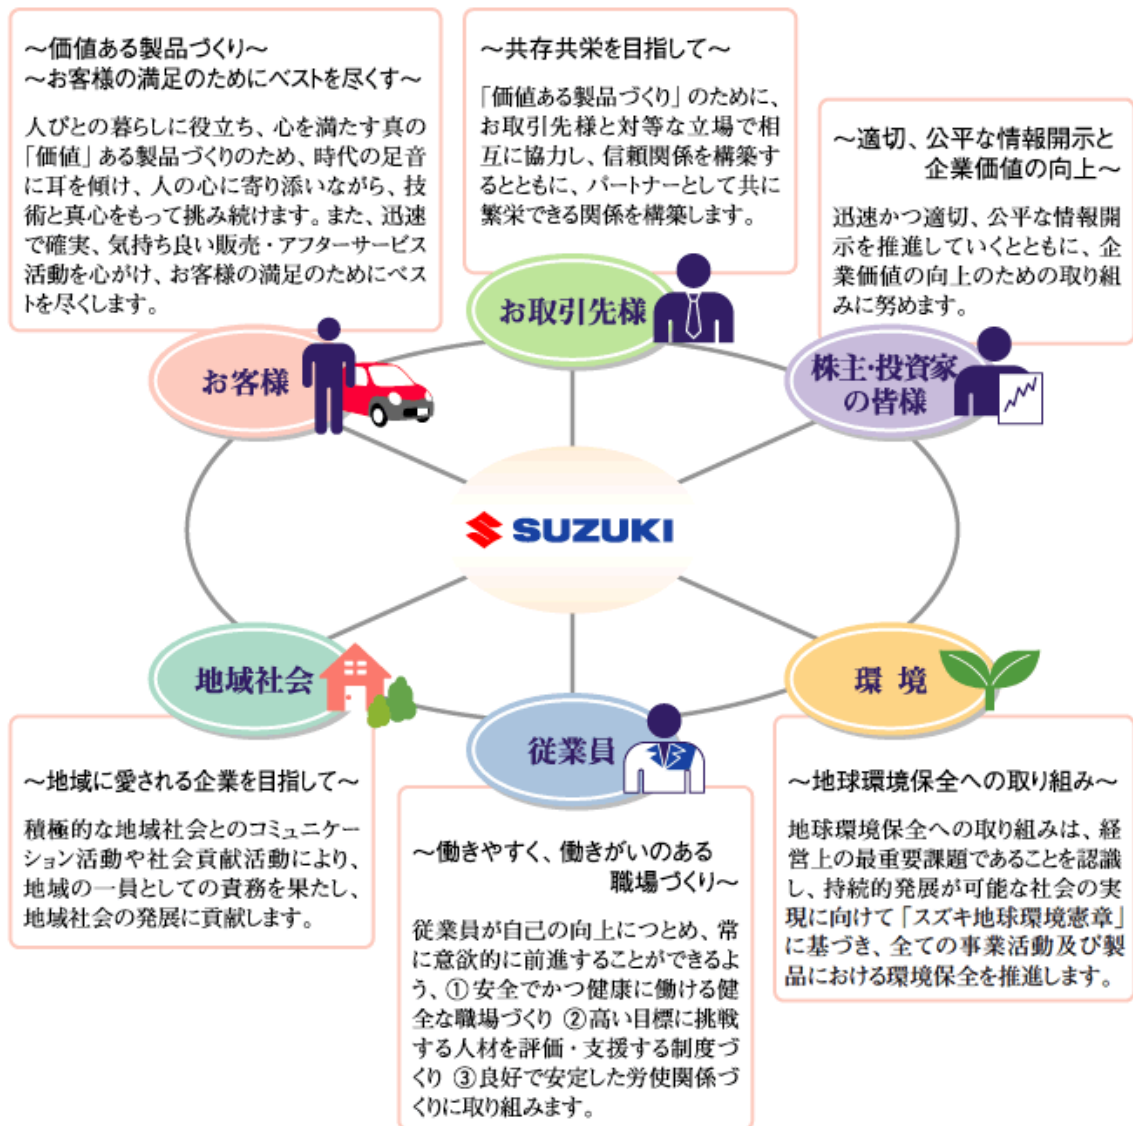 ～価値ある製品づくり～
～お客様の満足のためにベストを尽くす～
人びとの暮らしに役立ち、心を満たす真の
「価値」ある製品づくりのため、時代の足音
に耳を傾け、人の心に寄り添いながら、技
術と真心をもって挑み続けます。また、迅速
で確実、気持ち良い販売・アフターサービス
活動を心がけ、お客様の満足のためにベス
トを尽くします。
お客様
～共存共栄を目指して～
「価値ある製品づくり」のために、
お取引先様と対等な立場で相
互に協力し、信頼関係を構築す
るとともに、パートナーとして共に
繁栄できる関係を構築します。
お取引先様
～適切、公平な情報開示と
企業価値の向上～
迅速かつ適切、公平な情報開
示を推進していくとともに、企
業価値の向上のための取り組
みに努めます。
株主・投資家
の皆様
SUZUKI
地域社会
～地域に愛される企業を目指して～
積極的な地域社会とのコミュニケー
ション活動や社会貢献活動により、
地域の一員としての責務を果たし、
地域社会の発展に貢献します。
従業員
～働きやすく、働きがいのある
職場づくり～
従業員が自己の向上につとめ、常
に意欲的に前進することができるよ
う、①安全でかつ健康に働ける健
全な職場づくり ②高い目標に挑戦
する人材を評価・支援する制度づ
くり ③良好で安定した労使関係づ
くりに取り組みます。
環 境
～地球環境保全への取り組み～
地球環境保全への取り組みは、経
営上の最重要課題であることを認識
し、持続的発展が可能な社会の実
現に向けて「スズキ地球環境憲章」
に基づき、全ての事業活動及び製
品における環境保全を推進します。